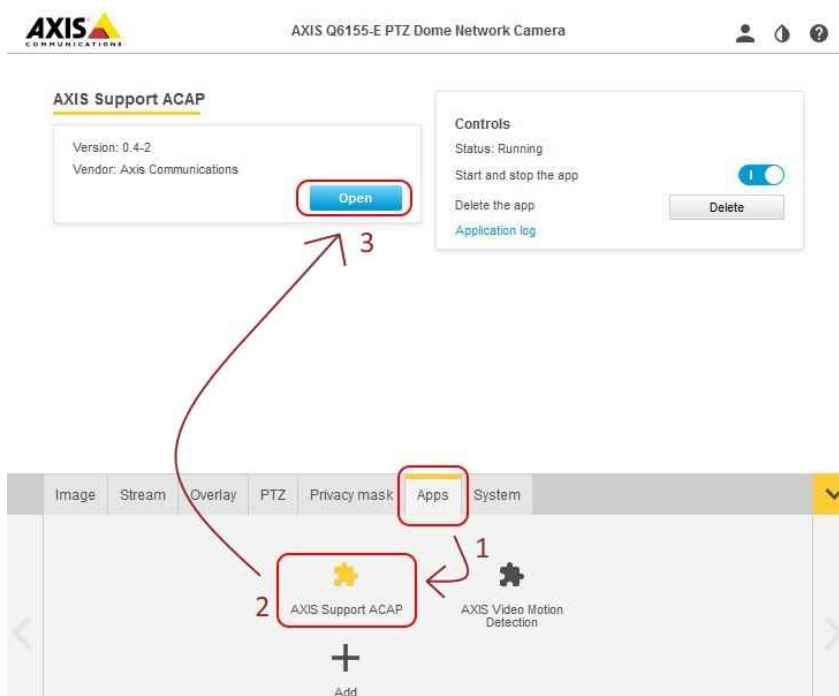 AXIS
COMMUNICATIONS
AXIS Q6155-E PTZ Dome Network Camera
AXIS Support ACAP
Version: 0.4-2
Vendor: Axis Communications
Open
3
Controls
Status: Running
Start and stop the app
Delete the app
Delete
Application log
Image Stream Overlay PTZ Privacy mask Apps System
1
2
AXIS Support ACAP
AXIS Video Motion
Detection
Add